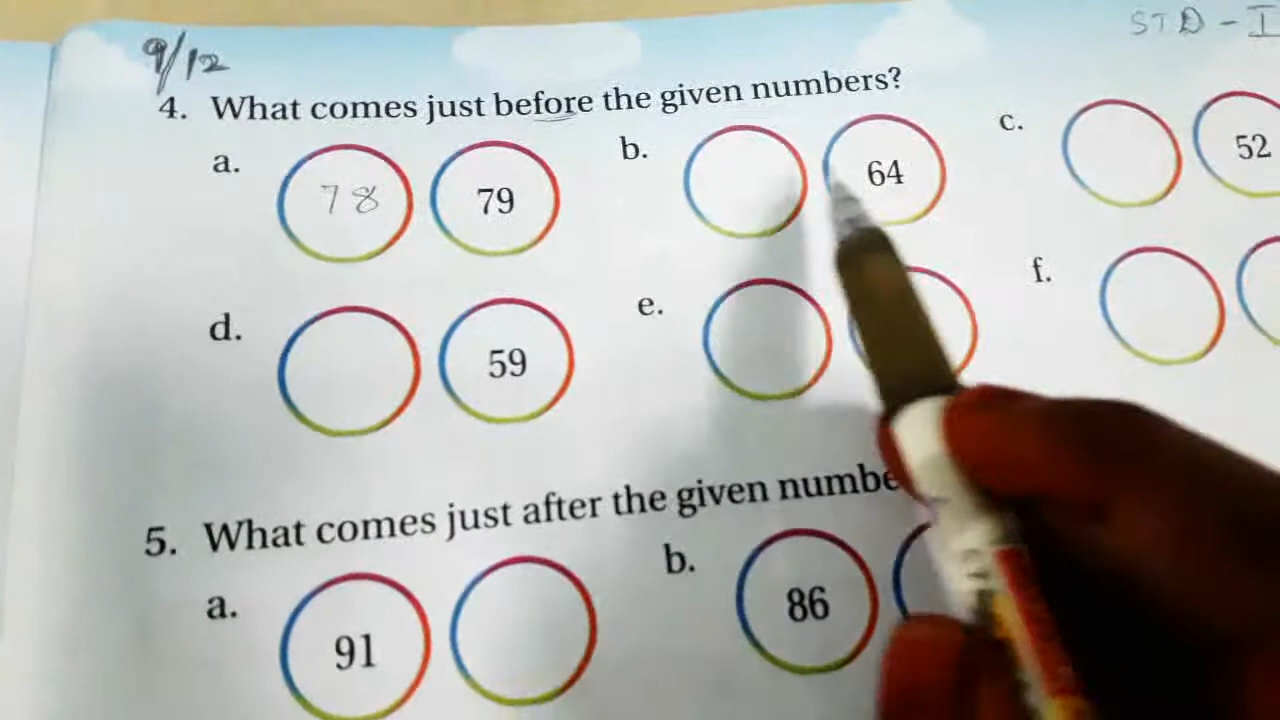 9/12
STD - I
4. What comes just before the given numbers?
a. 78 79 b. 64 c. 52
d. 59 e. f.
5. What comes just after the given numbe
a. 91 b. 86